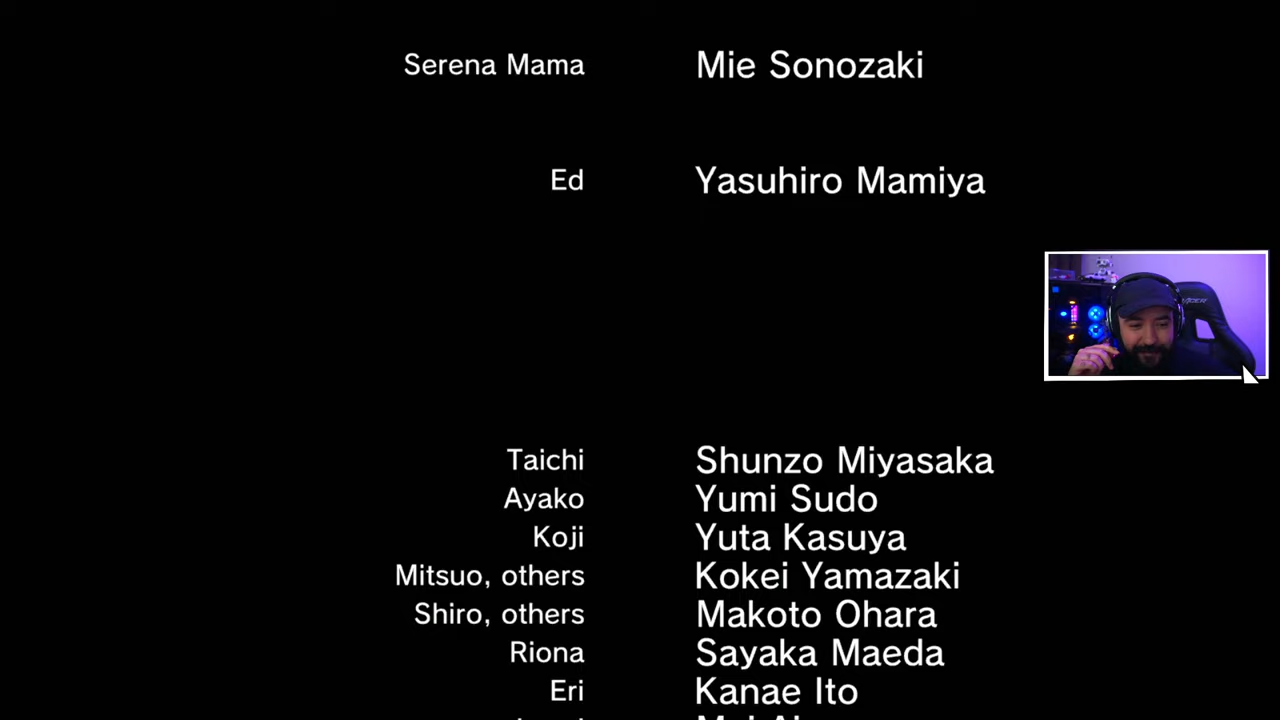 Serena Mama Mie Sonozaki
Ed Yasuhiro Mamiya
Taichi Shunzo Miyasaka
Ayako Yumi Sudo
Koji Yuta Kasuya
Mitsuo, others Kokei Yamazaki
Shiro, others Makoto Ohara
Riona Sayaka Maeda
Eri Kanae Ito